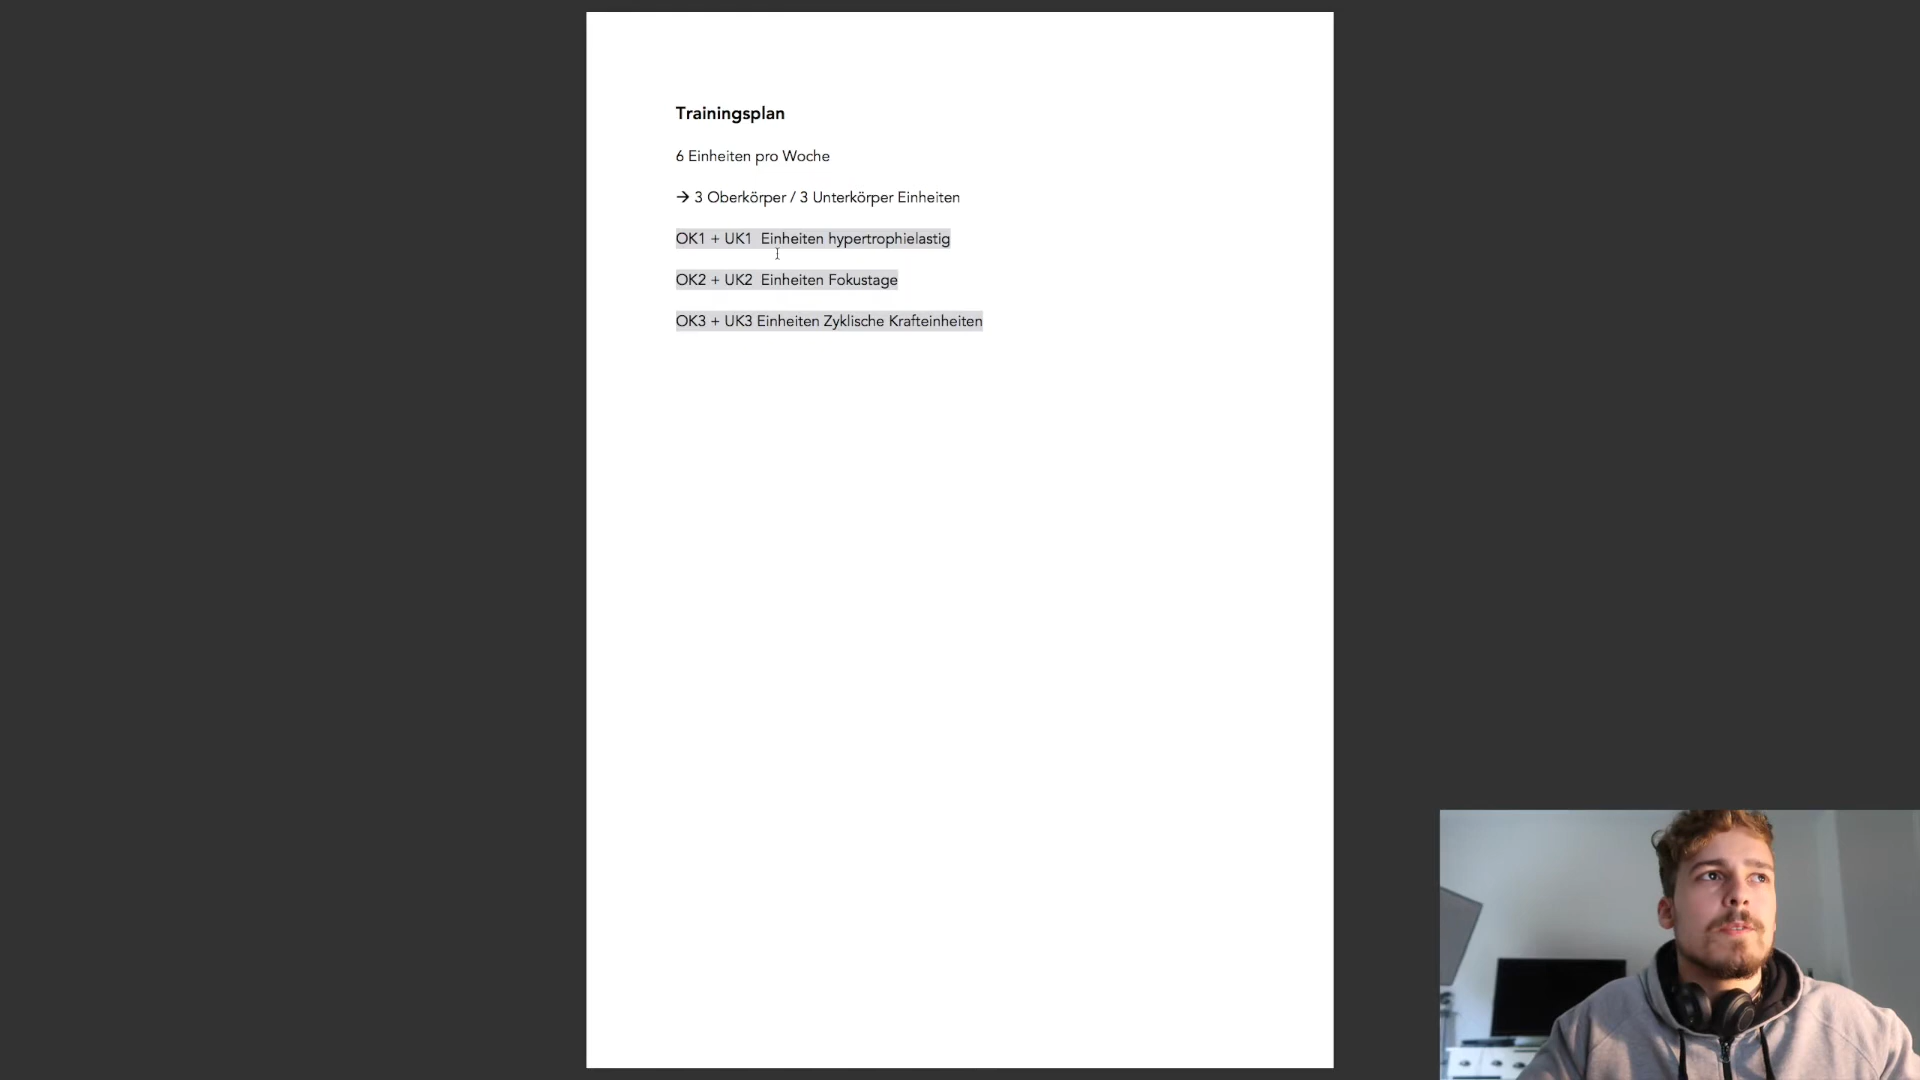 Trainingsplan
6 Einheiten pro Woche
→ 3 Oberkörper / 3 Unterkörper Einheiten
OK1 + UK1  Einheiten hypertrophielastig
OK2 + UK2  Einheiten Fokustage
OK3 + UK3 Einheiten Zyklische Krafteinheiten